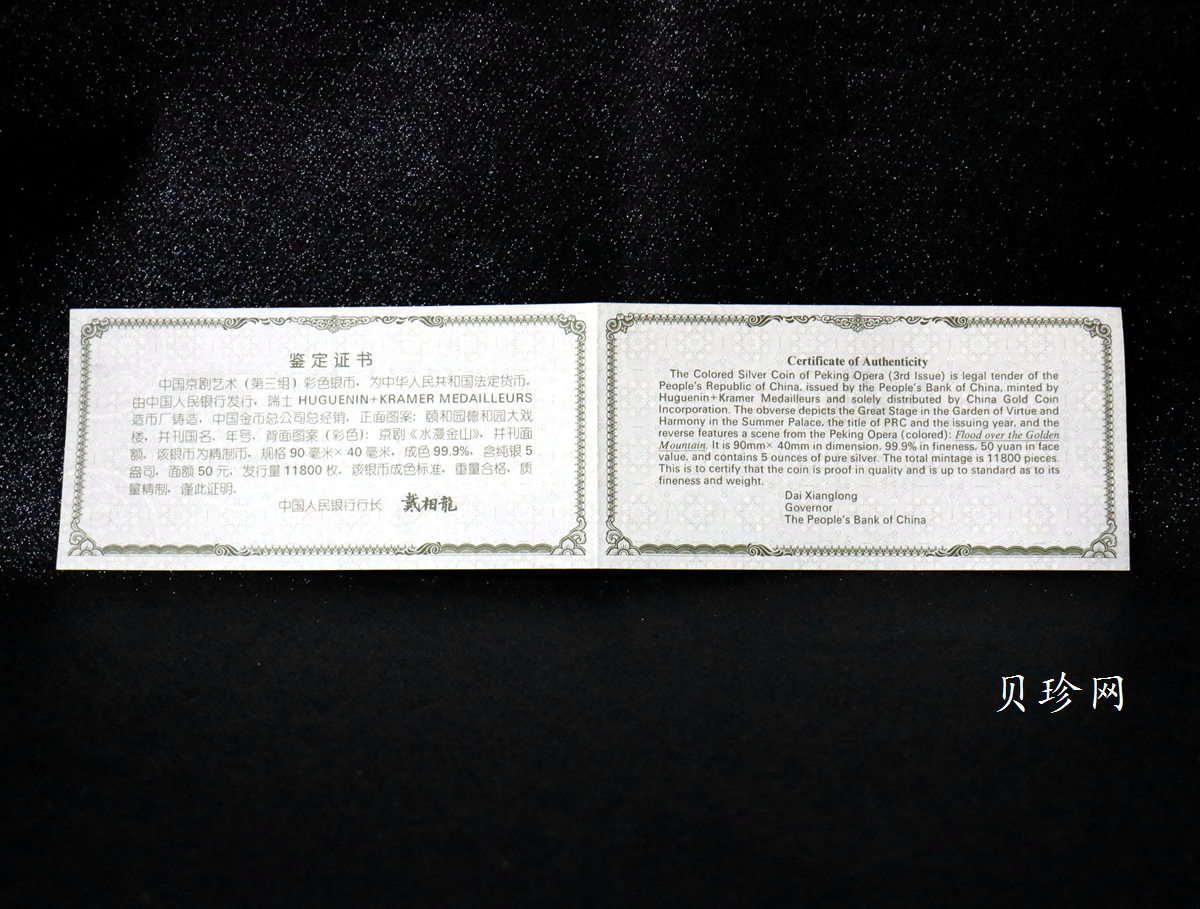 鉴定证书
中国京剧艺术（第三组）彩色银币，为中华人民共和国法定货币，
由中国人民银行发行，瑞士 HUGUENIN+KRAMER MEDAILLEURS
造币厂铸造，中国金币总公司总经销，正面图案：颐和园德和园大戏
楼，并刊国名、年号，背面图案（彩色）：京剧《水漫金山》，并刊面
额，该银币为精制币，规格 90 毫米× 40 毫米，成色 99.9%，含纯银 5
盎司，面额 50 元，发行量 11800 枚，该银币成色标准，重量合格，质
量精制，谨此证明。
中国人民银行行长 戴相龍
Certificate of Authenticity
The Colored Silver Coin of Peking Opera (3rd Issue) is legal tender of the
People's Republic of China, issued by the People's Bank of China, minted by
Huguenin+Kramer Medailleurs and solely distributed by China Gold Coin
Incorporation. The obverse depicts the Great Stage in the Garden of Virtue and
Harmony in the Summer Palace, the title of PRC and the issuing year, and the
reverse features a scene from the Peking Opera (colored): Flood over the Golden
Mountain. It is 90mm× 40mm in dimension, 99.9% in fineness, 50 yuan in face
value, and contains 5 ounces of pure silver. The total mintage is 11800 pieces.
This is to certify that the coin is proof in quality and is up to standard as to its
fineness and weight.
Dai Xianglong
Governor
The People's Bank of China
贝珍网